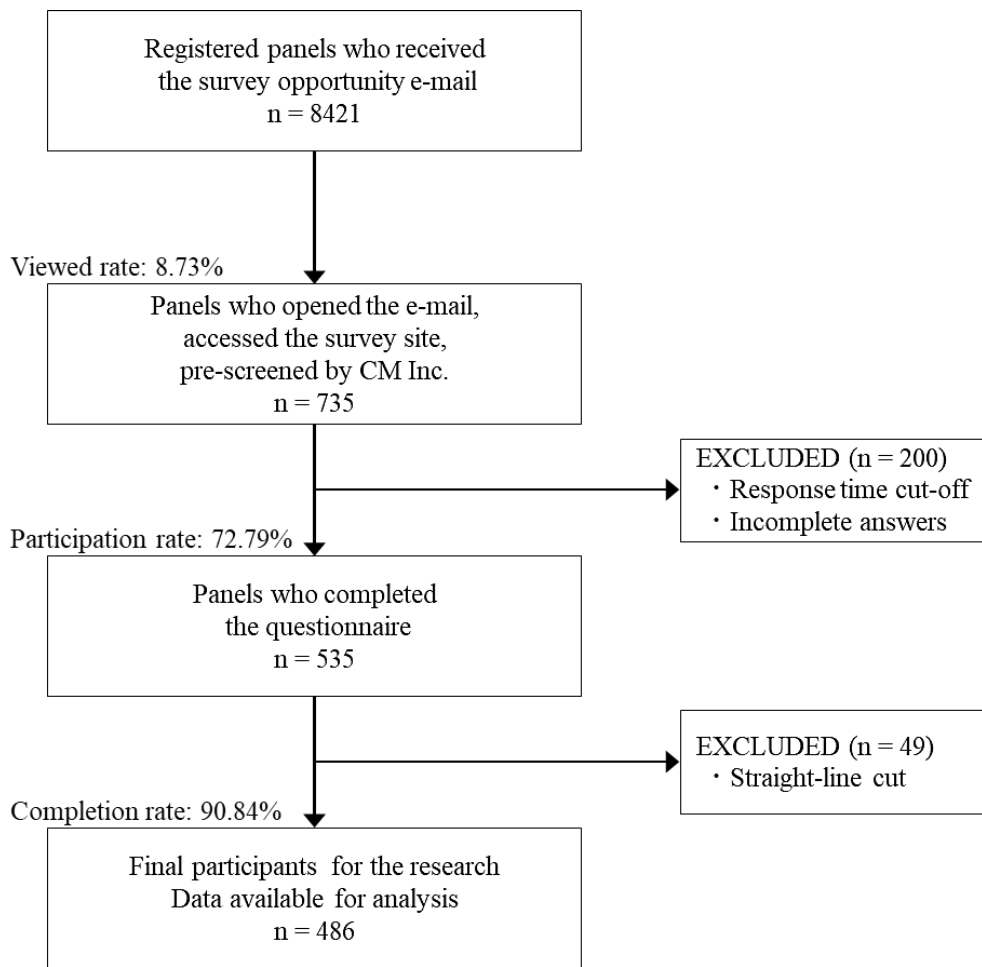 Registered panels who received
the survey opportunity e-mail
n = 8421
Viewed rate: 8.73%
Panels who opened the e-mail,
accessed the survey site,
pre-screened by CM Inc.
n = 735
EXCLUDED (n = 200)
・Response time cut-off
・Incomplete answers
Participation rate: 72.79%
Panels who completed
the questionnaire
n = 535
EXCLUDED (n = 49)
・Straight-line cut
Completion rate: 90.84%
Final participants for the research
Data available for analysis
n = 486